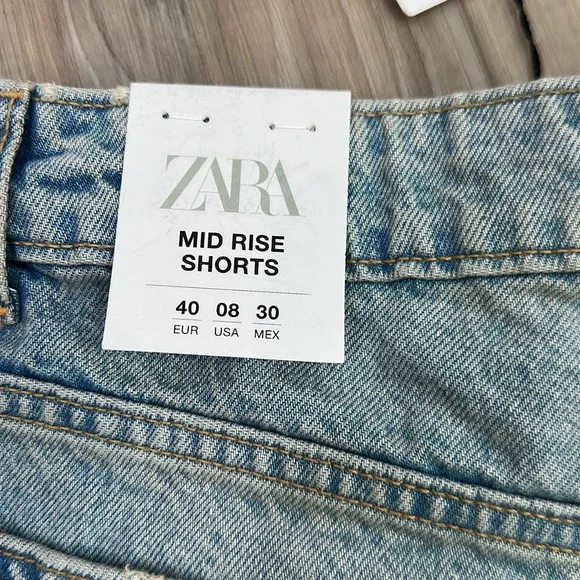 ZARA
MID RISE
SHORTS
40 08 30
EUR USA MEX